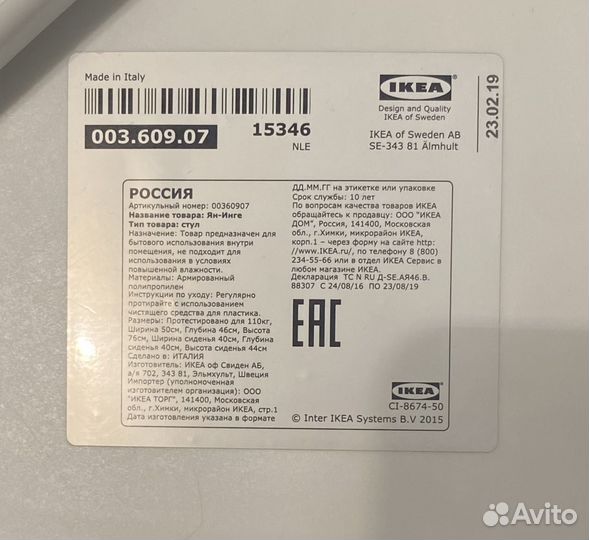 Made in Italy
003.609.07
15346
NLE
IKEA
®
Design and Quality
IKEA of Sweden
IKEA of Sweden AB
SE-343 81 Älmhult
23.02.19
РОССИЯ
Артикульный номер: 00360907
Название товара: Ян-Инге
Тип товара: стул
Назначение: Товар предназначен для
бытового использования внутри
помещения, не подходит для
использования в условиях
повышенной влажности.
Материалы: Армированный
полипропилен
Инструкции по уходу: Регулярно
протирайте с использованием
чистящего средства для пластика.
Размеры: Протестировано для 110кг,
Ширина 50см, Глубина 46см, Высота
76см, Ширина сиденья 40см, Глубина
сиденья 40см, Высота сиденья 44см
Сделано в: ИТАЛИЯ
Изготовитель: ИКЕА оф Свиден АБ,
а/я 702, 343 81, Эльмхульт, Швеция
Импортер (уполномоченная
изготовителем организация): ООО
"ИКЕА ТОРГ", 141400, Московская
обл., г.Химки, микрорайон ИКЕА, стр.1
Дата изготовления указана в формате
ДД.ММ.ГГ на этикетке или упаковке
Срок службы: 10 лет
По вопросам качества товаров ИКЕА
обращайтесь к продавцу: ООО "ИКЕА
ДОМ", Россия, 141400, Московская
обл., г.Химки, микрорайон ИКЕА,
корп.1 – через форму на сайте http:
//www.IKEA.ru/, по телефону 8 (800)
234-55-66 или в отдел ИКЕА Сервис в
любом магазине ИКЕА.
Декларация TC N RU Д-SE.АЯ46.В.
88307 С 24/08/16 ПО 23/08/19
EAC
IKEA
®
CI-8674-50
© Inter IKEA Systems B.V 2015
Avito